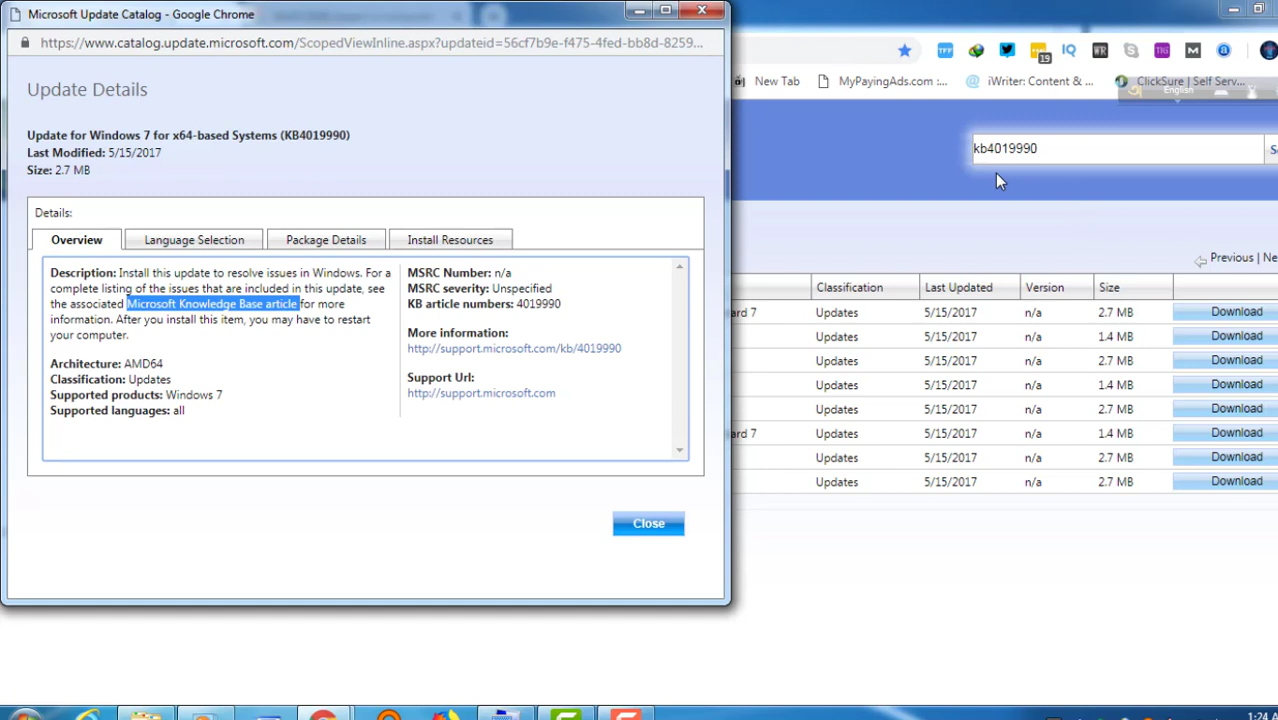 Microsoft Update Catalog - Google Chrome
https://www.catalog.update.microsoft.com/ScopedViewInline.aspx?updateid=56cf7b9e-f475-4fed-bb8d-8259...
Update Details
Update for Windows 7 for x64-based Systems (KB4019990)
Last Modified: 5/15/2017
Size: 2.7 MB
Details:
Overview Language Selection Package Details Install Resources
Description: Install this update to resolve issues in Windows. For a
complete listing of the issues that are included in this update, see
the associated Microsoft Knowledge Base article for more
information. After you install this item, you may have to restart
your computer.
Architecture: AMD64
Classification: Updates
Supported products: Windows 7
Supported languages: all
MSRC Number: n/a
MSRC severity: Unspecified
KB article numbers: 4019990
More information:
http://support.microsoft.com/kb/4019990
Support Url:
http://support.microsoft.com
Close
19 IQ WR TKG M
New Tab MyPayingAds.com :... iWriter: Content & ... ClickSure | Self Serv...
English
kb4019990
Previous | Ne
Classification Last Updated Version Size
ard 7 Updates 5/15/2017 n/a 2.7 MB Download
Updates 5/15/2017 n/a 1.4 MB Download
Updates 5/15/2017 n/a 2.7 MB Download
Updates 5/15/2017 n/a 1.4 MB Download
Updates 5/15/2017 n/a 2.7 MB Download
ard 7 Updates 5/15/2017 n/a 1.4 MB Download
Updates 5/15/2017 n/a 2.7 MB Download
Updates 5/15/2017 n/a 2.7 MB Download
1:24